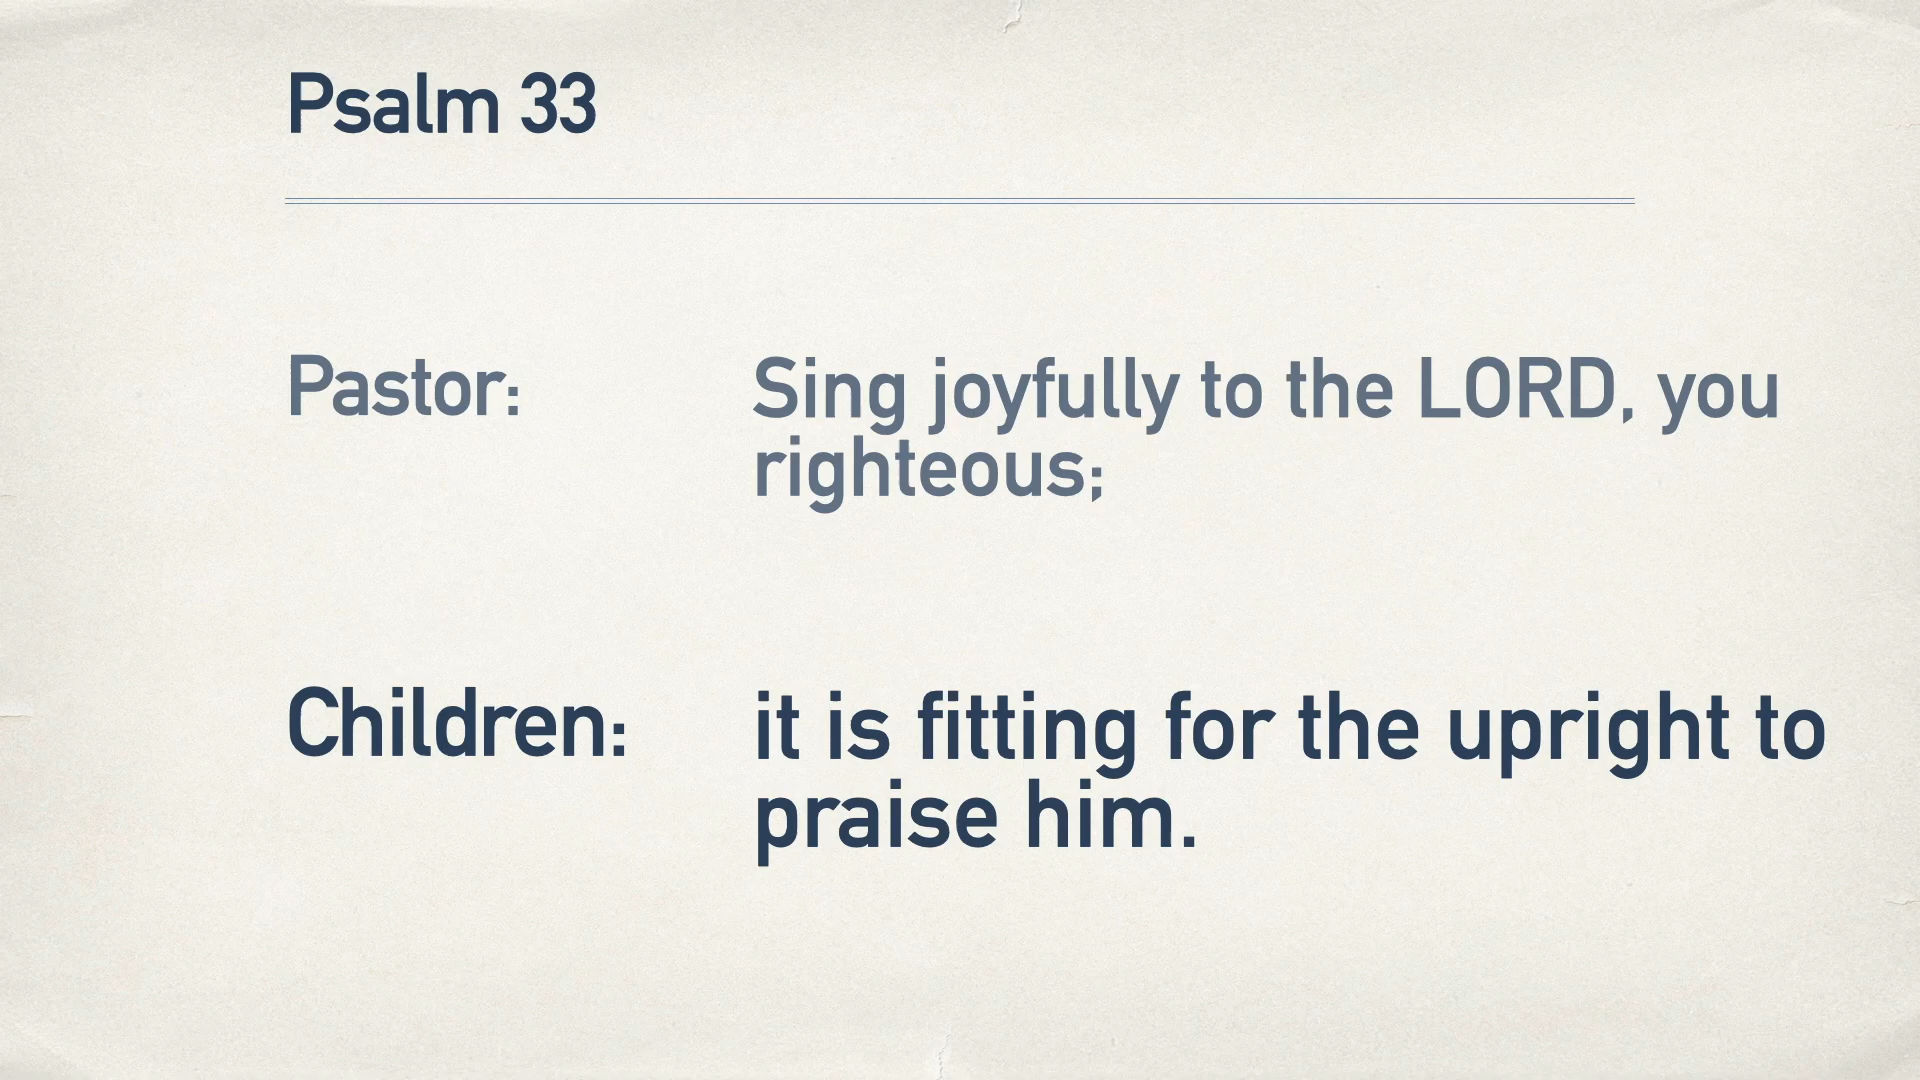 Psalm 33
Pastor: Sing joyfully to the LORD, you
righteous;
Children: it is fitting for the upright to
praise him.